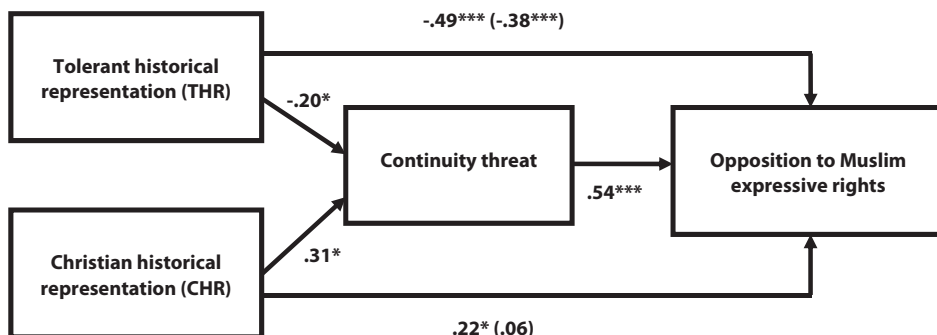 -.49*** (-.38***)
Tolerant historical
representation (THR)
-.20*
Continuity threat
Opposition to Muslim
expressive rights
.54***
Christian historical
representation (CHR)
.31*
.22* (.06)